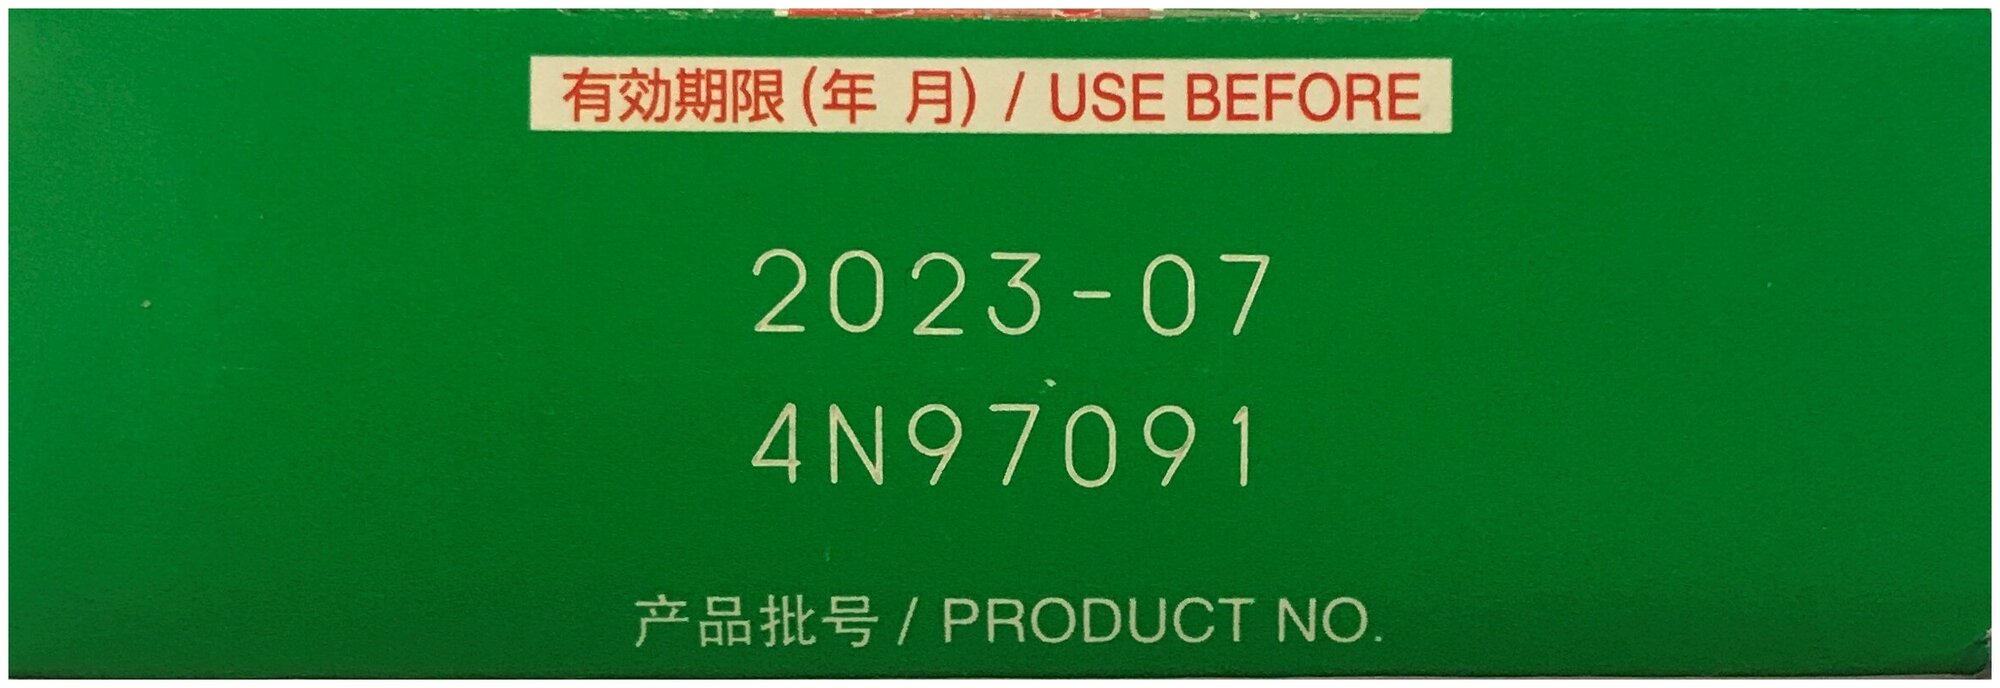 有効期限(年 月) / USE BEFORE
2023-07
4N97091
产品批号 / PRODUCT NO.